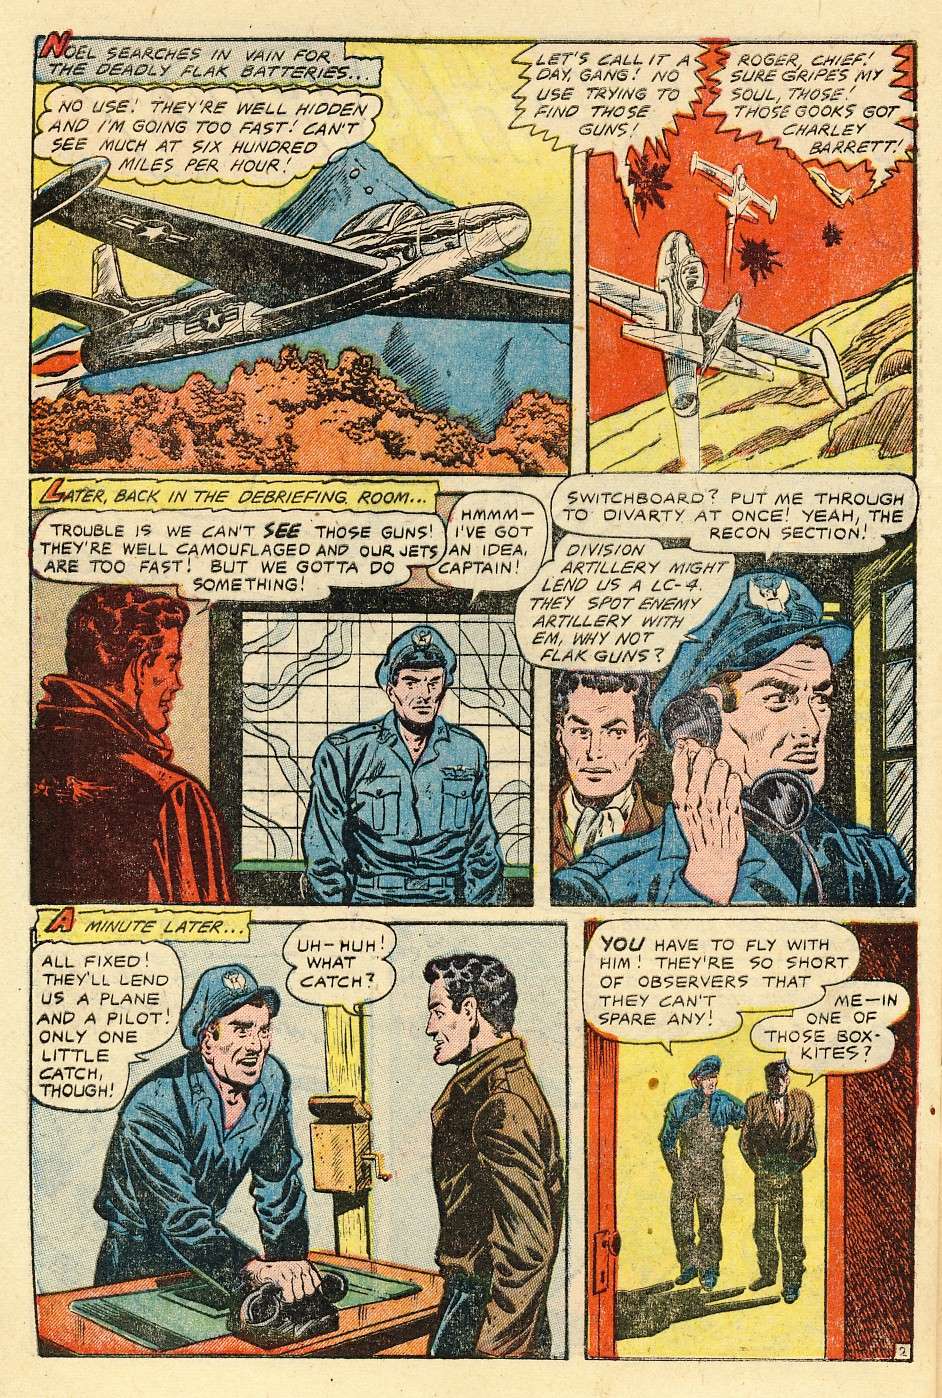 NOEL SEARCHES IN VAIN FOR
THE DEADLY FLAK BATTERIES...
NO USE! THEY'RE WELL HIDDEN
AND I'M GOING TOO FAST! CAN'T
SEE MUCH AT SIX HUNDRED
MILES PER HOUR!
LET'S CALL IT A
DAY, GANG! NO
USE TRYING TO
FIND THOSE
GUNS!
ROGER, CHIEF!
SURE GRIPES MY
SOUL, THOSE!
THOSE GOOKS GOT
CHARLEY
BARRETT!
LATER, BACK IN THE DEBRIEFING ROOM...
TROUBLE IS WE CAN'T SEE THOSE GUNS!
THEY'RE WELL CAMOUFLAGED AND OUR JETS
ARE TOO FAST! BUT WE GOTTA DO
SOMETHING!
HMMM—
I'VE GOT
AN IDEA,
CAPTAIN!
SWITCHBOARD? PUT ME THROUGH
TO DIVARTY AT ONCE! YEAH, THE
RECON SECTION!
DIVISION
ARTILLERY MIGHT
LEND US A LC-4.
THEY SPOT ENEMY
ARTILLERY WITH
EM, WHY NOT
FLAK GUNS?
A MINUTE LATER...
ALL FIXED!
THEY'LL LEND
US A PLANE
AND A PILOT!
ONLY ONE
LITTLE
CATCH,
THOUGH!
UH-HUH!
WHAT
CATCH?
YOU HAVE TO FLY WITH
HIM! THEY'RE SO SHORT
OF OBSERVERS THAT
THEY CAN'T
SPARE ANY!
ME—IN
ONE OF
THOSE BOX-
KITES?
2